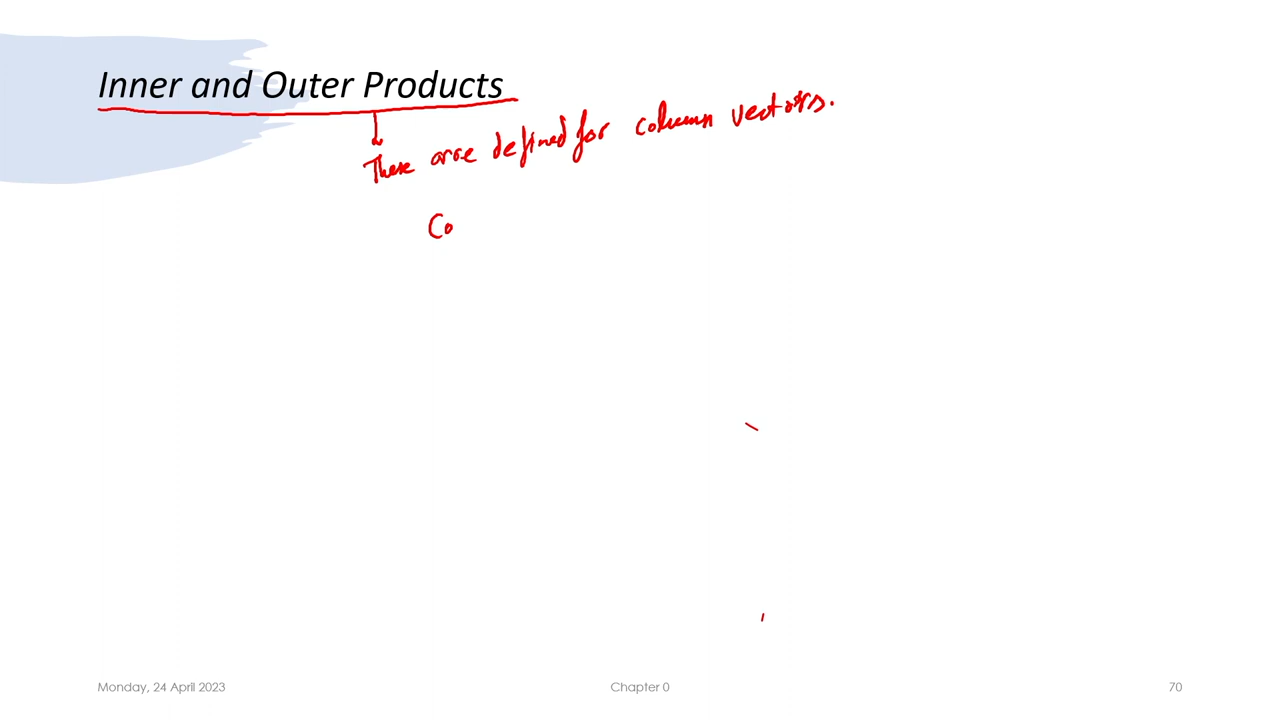 Inner and Outer Products
These are defined for column vectors.
Co
Monday, 24 April 2023
Chapter 0
70